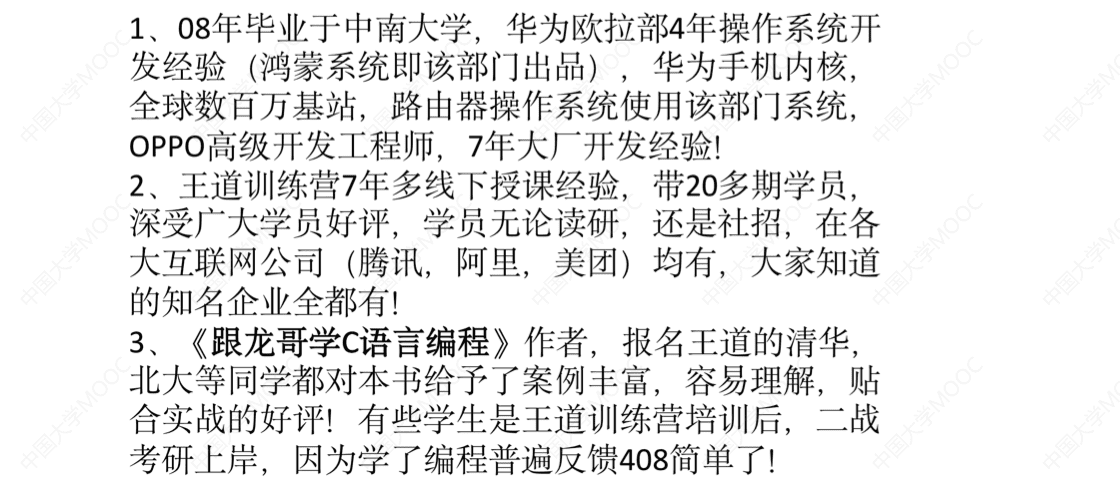 1、08年毕业于中南大学，华为欧拉部4年操作系统开
发经验（鸿蒙系统即该部门出品），华为手机内核，
全球数百万基站，路由器操作系统使用该部门系统，
OPPO高级开发工程师，7年大厂开发经验！
2、王道训练营7年多线下授课经验，带20多期学员，
深受广大学员好评，学员无论读研，还是社招，在各
大互联网公司（腾讯，阿里，美团）均有，大家知道
的知名企业全都有！
3、《跟龙哥学C语言编程》作者，报名王道的清华，
北大等同学都对本书给予了案例丰富，容易理解，贴
合实战的好评！有些学生是王道训练营培训后，二战
考研上岸，因为学了编程普遍反馈408简单了！
中国大学MOOC